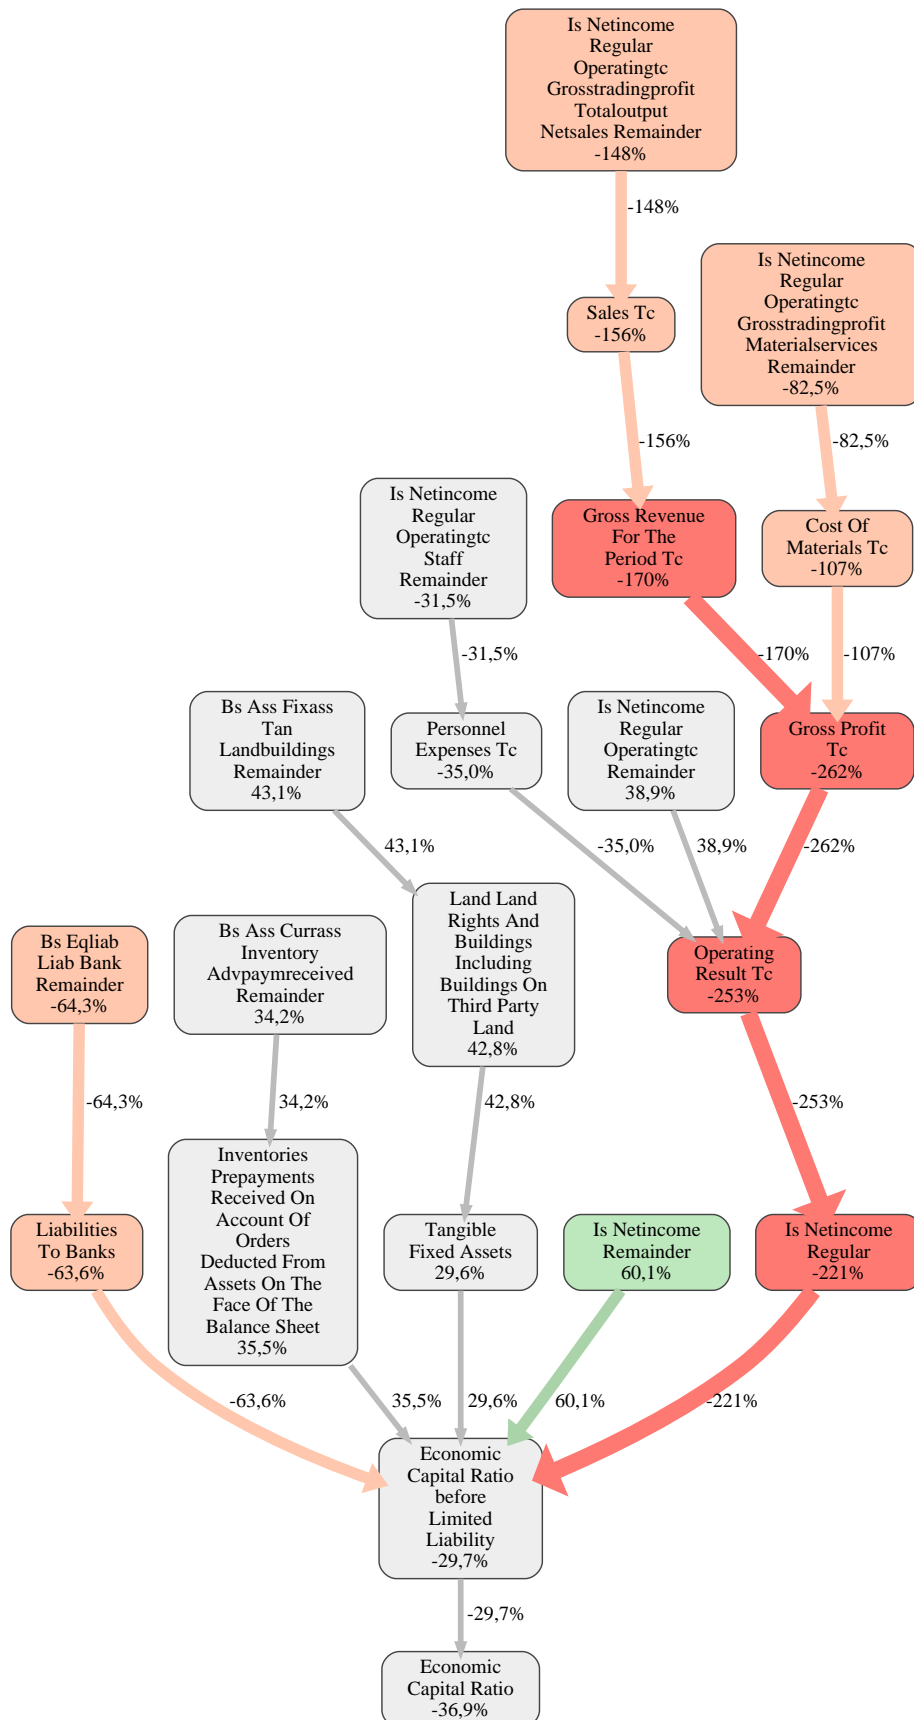 Is Netincome
Regular
Operatingtc
Grosstradingprofit
Totaloutput
Netsales Remainder
-148%
-148%
Sales Tc
-156%
Is Netincome
Regular
Operatingtc
Grosstradingprofit
Materialservices
Remainder
-82,5%
-156%
-82,5%
Is Netincome
Regular
Operatingtc
Staff
Remainder
-31,5%
Gross Revenue
For The
Period Tc
-170%
Cost Of
Materials Tc
-107%
-31,5%
-170%
-107%
Bs Ass Fixass
Tan
Landbuildings
Remainder
43,1%
Personnel
Expenses Tc
-35,0%
Is Netincome
Regular
Operatingtc
Remainder
38,9%
Gross Profit
Tc
-262%
43,1%
-35,0%
38,9%
-262%
Bs Eqliab
Liab Bank
Remainder
-64,3%
Bs Ass Currass
Inventory
Advpaymreceived
Remainder
34,2%
Land Land
Rights And
Buildings
Including
Buildings On
Third Party
Land
42,8%
Operating
Result Tc
-253%
-64,3%
34,2%
42,8%
-253%
Liabilities
To Banks
-63,6%
Inventories
Prepayments
Received On
Account Of
Orders
Deducted From
Assets On The
Face Of The
Balance Sheet
35,5%
Tangible
Fixed Assets
29,6%
Is Netincome
Remainder
60,1%
Is Netincome
Regular
-221%
-63,6%
35,5%
29,6%
60,1%
-221%
Economic
Capital Ratio
before
Limited
Liability
-29,7%
-29,7%
Economic
Capital Ratio
-36,9%